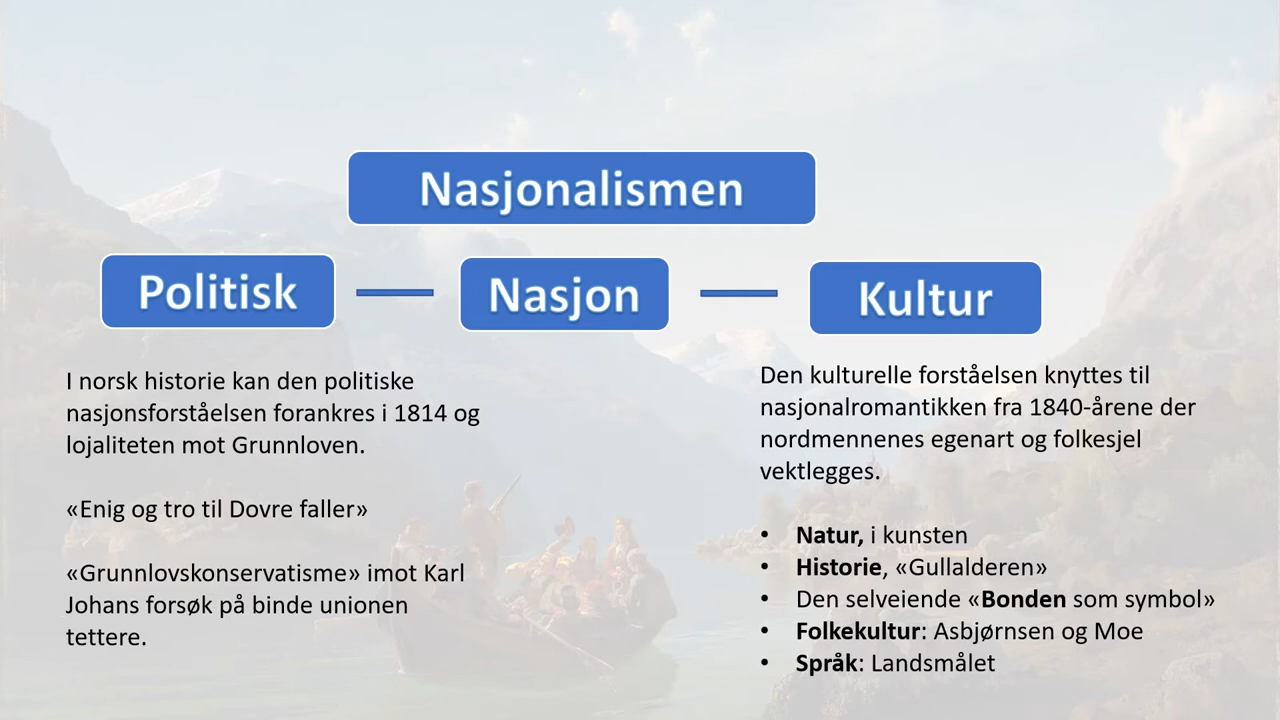 Nasjonalismen
Politisk
Nasjon
Kultur
I norsk historie kan den politiske
nasjonsforståelsen forankres i 1814 og
lojaliteten mot Grunnloven.
«Enig og tro til Dovre faller»
«Grunnlovskonservatisme» imot Karl
Johans forsøk på binde unionen
tettere.
Den kulturelle forståelsen knyttes til
nasjonalromantikken fra 1840-årene der
nordmennenes egenart og folkesjel
vektlegges.
• Natur, i kunsten
• Historie, «Gullalderen»
• Den selveiende «Bonden som symbol»
• Folkekultur: Asbjørnsen og Moe
• Språk: Landsmålet